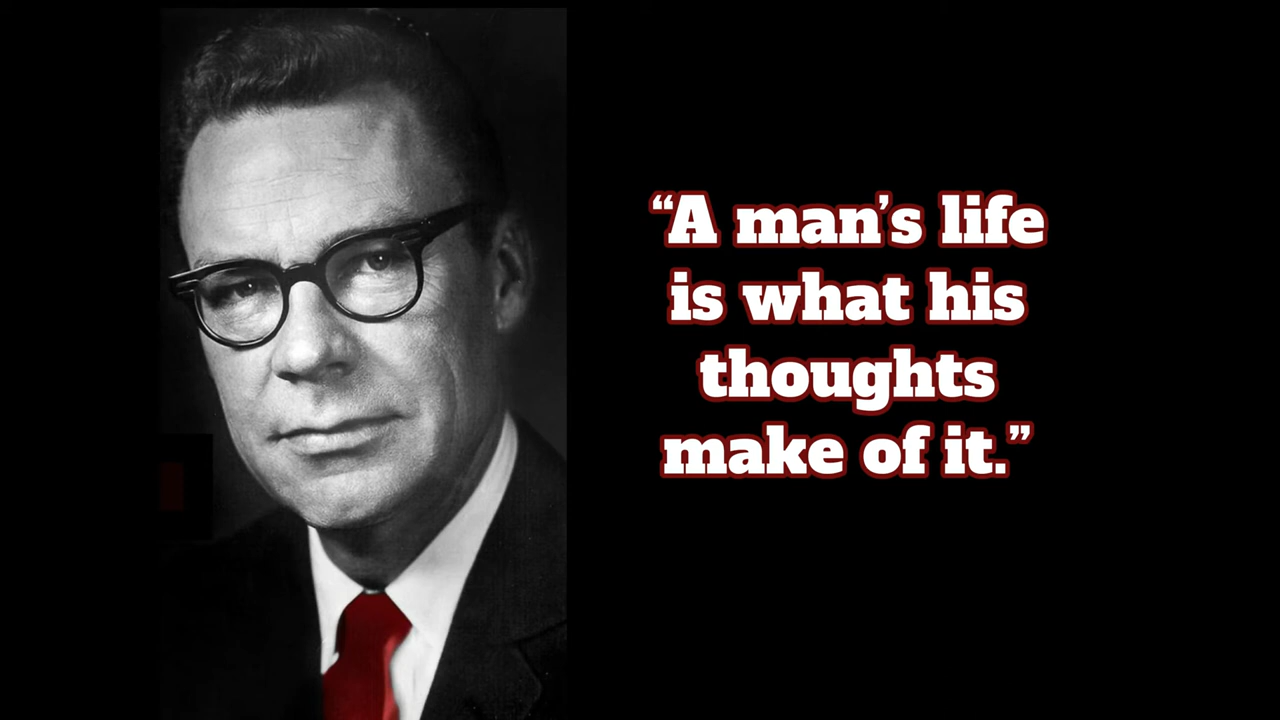 “A man’s life
is what his
thoughts
make of it.”